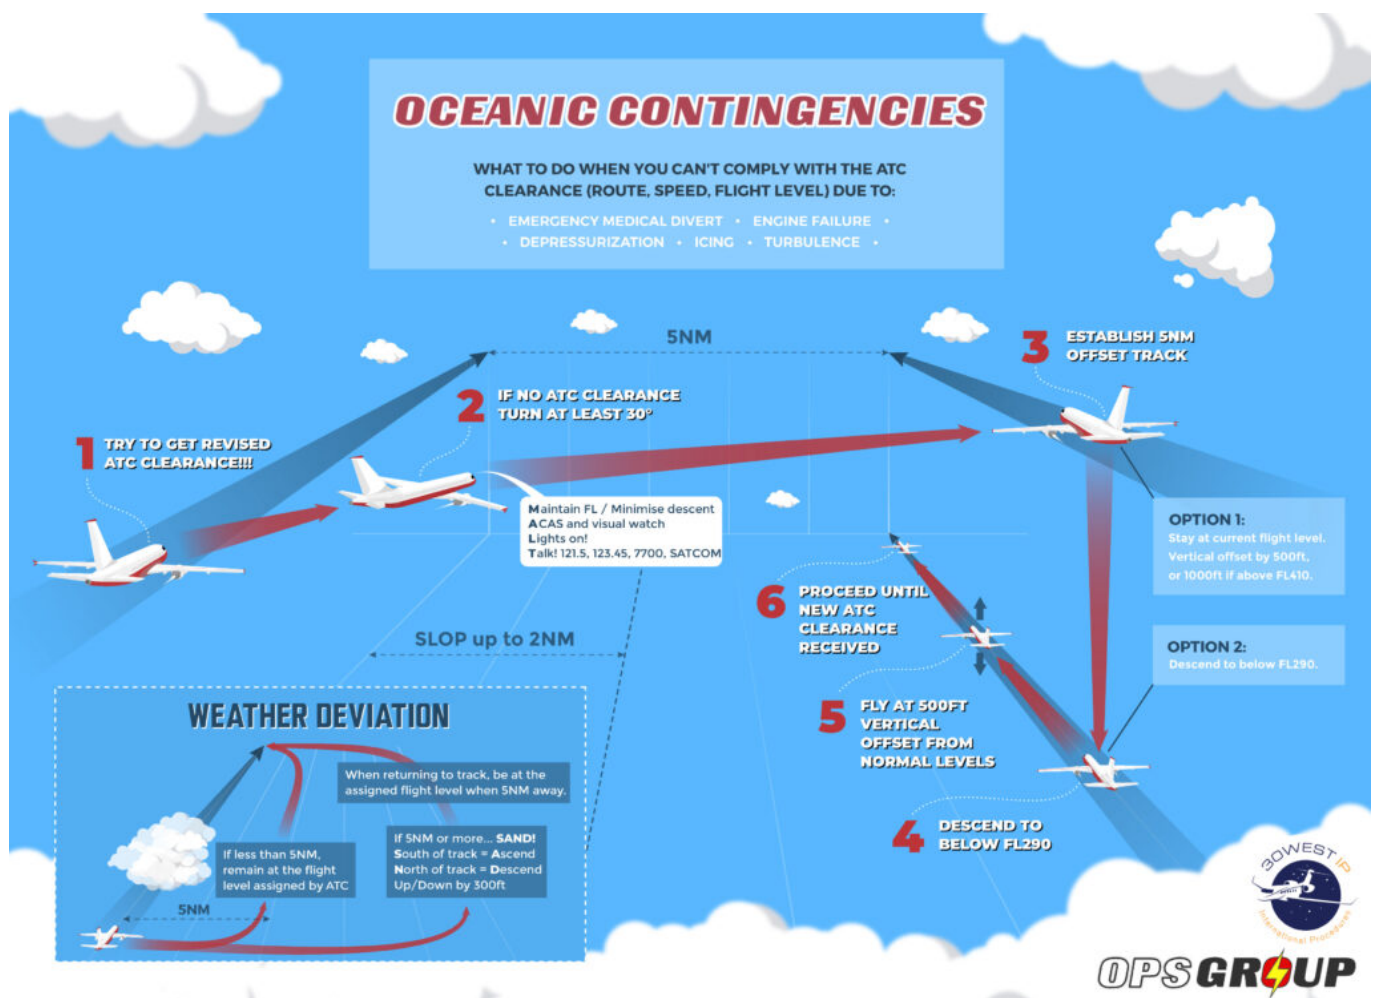 OCEANIC CONTINGENCIES
WHAT TO DO WHEN YOU CAN'T COMPLY WITH THE ATC
CLEARANCE (ROUTE, SPEED, FLIGHT LEVEL) DUE TO:
• EMERGENCY MEDICAL DIVERT • ENGINE FAILURE •
• DEPRESSURIZATION • ICING • TURBULENCE •
5NM
1 TRY TO GET REVISED
ATC CLEARANCE!!!
2 IF NO ATC CLEARANCE
TURN AT LEAST 30°
Maintain FL / Minimise descent
ACAS and visual watch
Lights on!
Talk! 121.5, 123.45, 7700, SATCOM
SLOP up to 2NM
3 ESTABLISH 5NM
OFFSET TRACK
OPTION 1:
Stay at current flight level.
Vertical offset by 500ft,
or 1000ft if above FL410.
OPTION 2:
Descend to below FL290.
4 DESCEND TO
BELOW FL290
5 FLY AT 500FT
VERTICAL
OFFSET FROM
NORMAL LEVELS
6 PROCEED UNTIL
NEW ATC
CLEARANCE
RECEIVED
WEATHER DEVIATION
When returning to track, be at the
assigned flight level when 5NM away.
If less than 5NM,
remain at the flight
level assigned by ATC
If 5NM or more... SAND!
South of track = Ascend
North of track = Descend
Up/Down by 300ft
5NM
30WEST IP
International Procedures
OPSGROUP